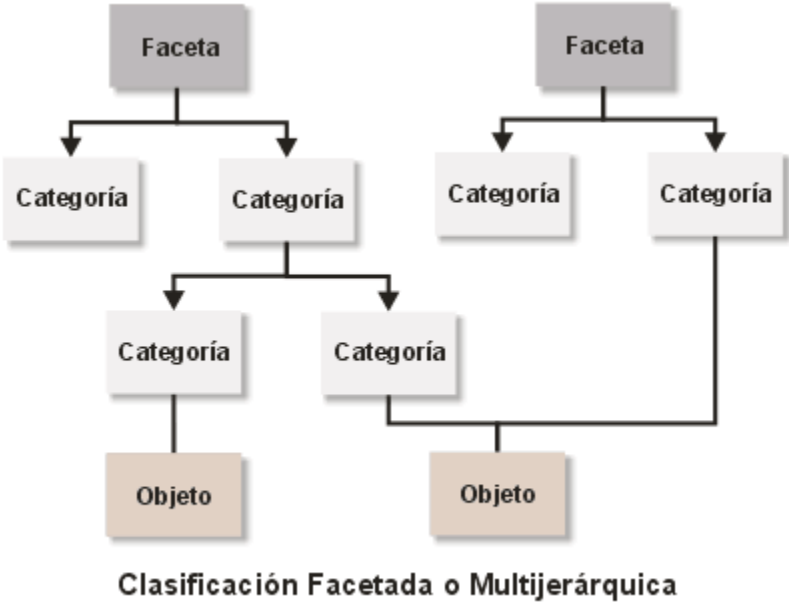 Faceta
Faceta
Categoría
Categoría
Categoría
Categoría
Categoría
Categoría
Objeto
Objeto
Clasificación Facetada o Multijerárquica